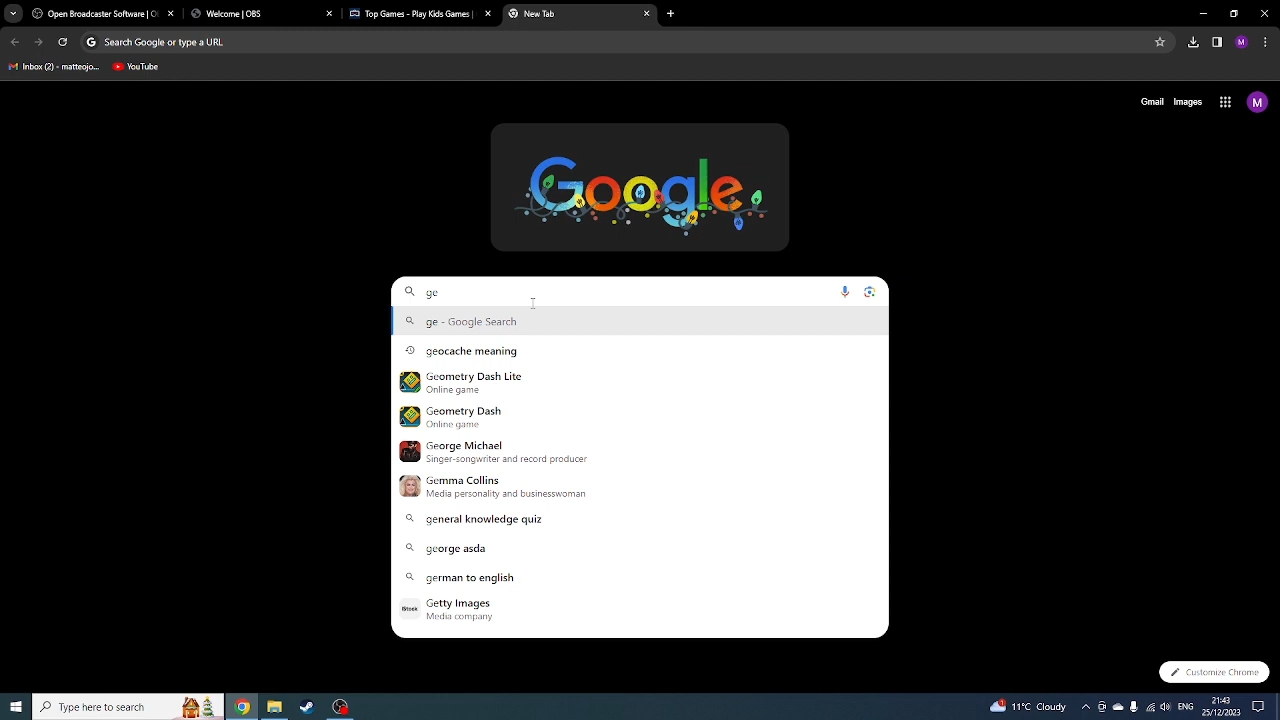 Open Broadcaster Software | O
Welcome | OBS
Top Games - Play Kids Games |
New Tab
Search Google or type a URL
M
Inbox (2) - matteojo...
YouTube
Gmail
Images
M
Google
ge
ge - Google Search
geocache meaning
Geometry Dash Lite
Online game
Geometry Dash
Online game
George Michael
Singer-songwriter and record producer
Gemma Collins
Media personality and businesswoman
general knowledge quiz
george asda
german to english
iStock
Getty Images
Media company
Customize Chrome
Type here to search
11°C Cloudy
ENG
21:43
25/12/2023